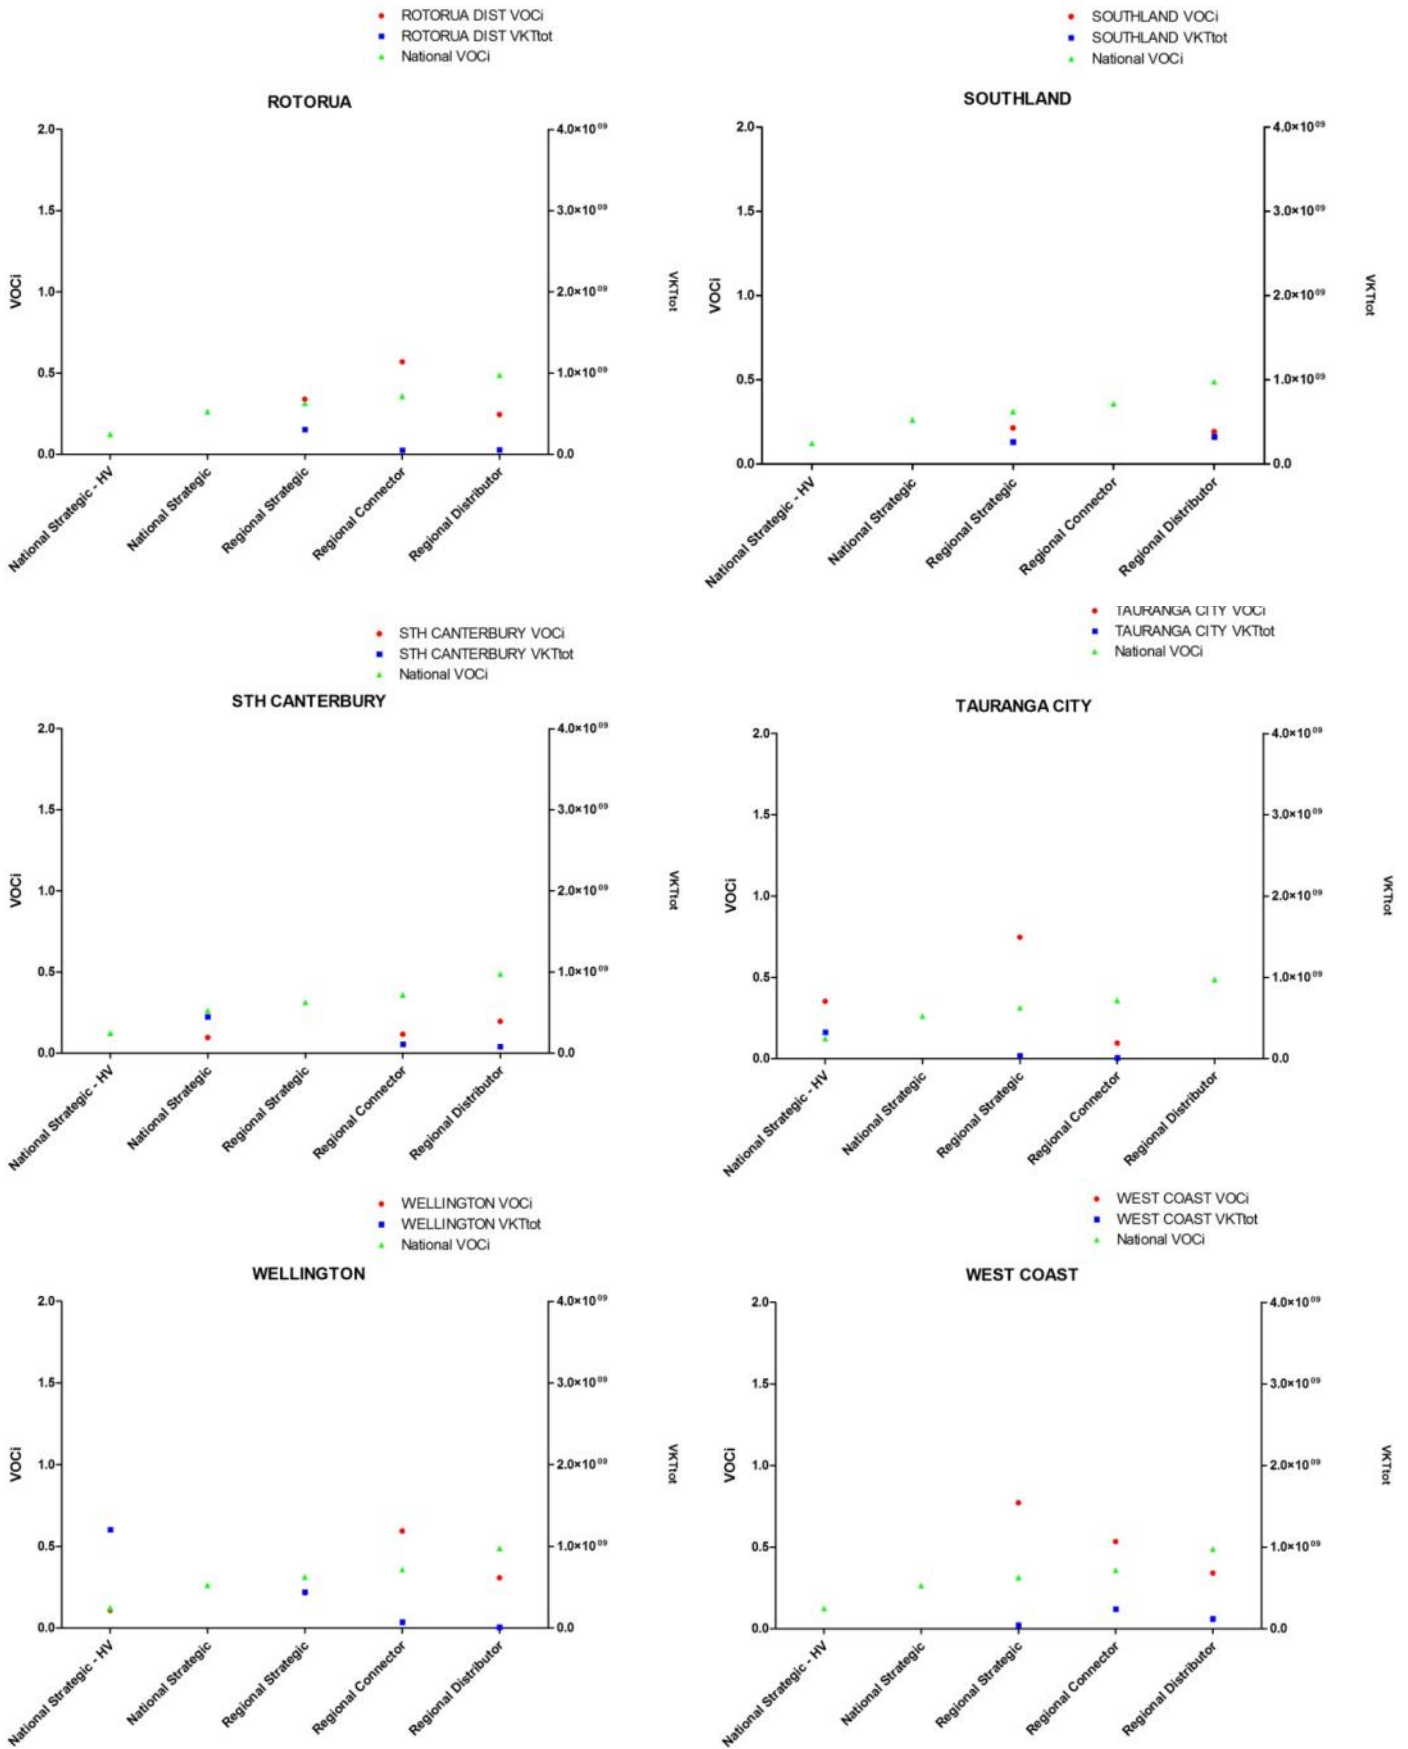 ROTORUA DIST VOCi
ROTORUA DIST VKTtot
National VOCi
ROTORUA
2.0
1.5
1.0
0.5
0.0
VOCi
4.0×10⁰⁹
3.0×10⁰⁹
2.0×10⁰⁹
1.0×10⁰⁹
0.0
VKTtot
National Strategic - HV
National Strategic
Regional Strategic
Regional Connector
Regional Distributor
SOUTHLAND VOCi
SOUTHLAND VKTtot
National VOCi
SOUTHLAND
2.0
1.5
1.0
0.5
0.0
VOCi
4.0×10⁰⁹
3.0×10⁰⁹
2.0×10⁰⁹
1.0×10⁰⁹
0.0
VKTtot
National Strategic - HV
National Strategic
Regional Strategic
Regional Connector
Regional Distributor
STH CANTERBURY VOCi
STH CANTERBURY VKTtot
National VOCi
STH CANTERBURY
2.0
1.5
1.0
0.5
0.0
VOCi
4.0×10⁰⁹
3.0×10⁰⁹
2.0×10⁰⁹
1.0×10⁰⁹
0.0
VKTtot
National Strategic - HV
National Strategic
Regional Strategic
Regional Connector
Regional Distributor
TAURANGA CITY VOCi
TAURANGA CITY VKTtot
National VOCi
TAURANGA CITY
2.0
1.5
1.0
0.5
0.0
VOCi
4.0×10⁰⁹
3.0×10⁰⁹
2.0×10⁰⁹
1.0×10⁰⁹
0.0
VKTtot
National Strategic - HV
National Strategic
Regional Strategic
Regional Connector
Regional Distributor
WELLINGTON VOCi
WELLINGTON VKTtot
National VOCi
WELLINGTON
2.0
1.5
1.0
0.5
0.0
VOCi
4.0×10⁰⁹
3.0×10⁰⁹
2.0×10⁰⁹
1.0×10⁰⁹
0.0
VKTtot
National Strategic - HV
National Strategic
Regional Strategic
Regional Connector
Regional Distributor
WEST COAST VOCi
WEST COAST VKTtot
National VOCi
WEST COAST
2.0
1.5
1.0
0.5
0.0
VOCi
4.0×10⁰⁹
3.0×10⁰⁹
2.0×10⁰⁹
1.0×10⁰⁹
0.0
VKTtot
National Strategic - HV
National Strategic
Regional Strategic
Regional Connector
Regional Distributor